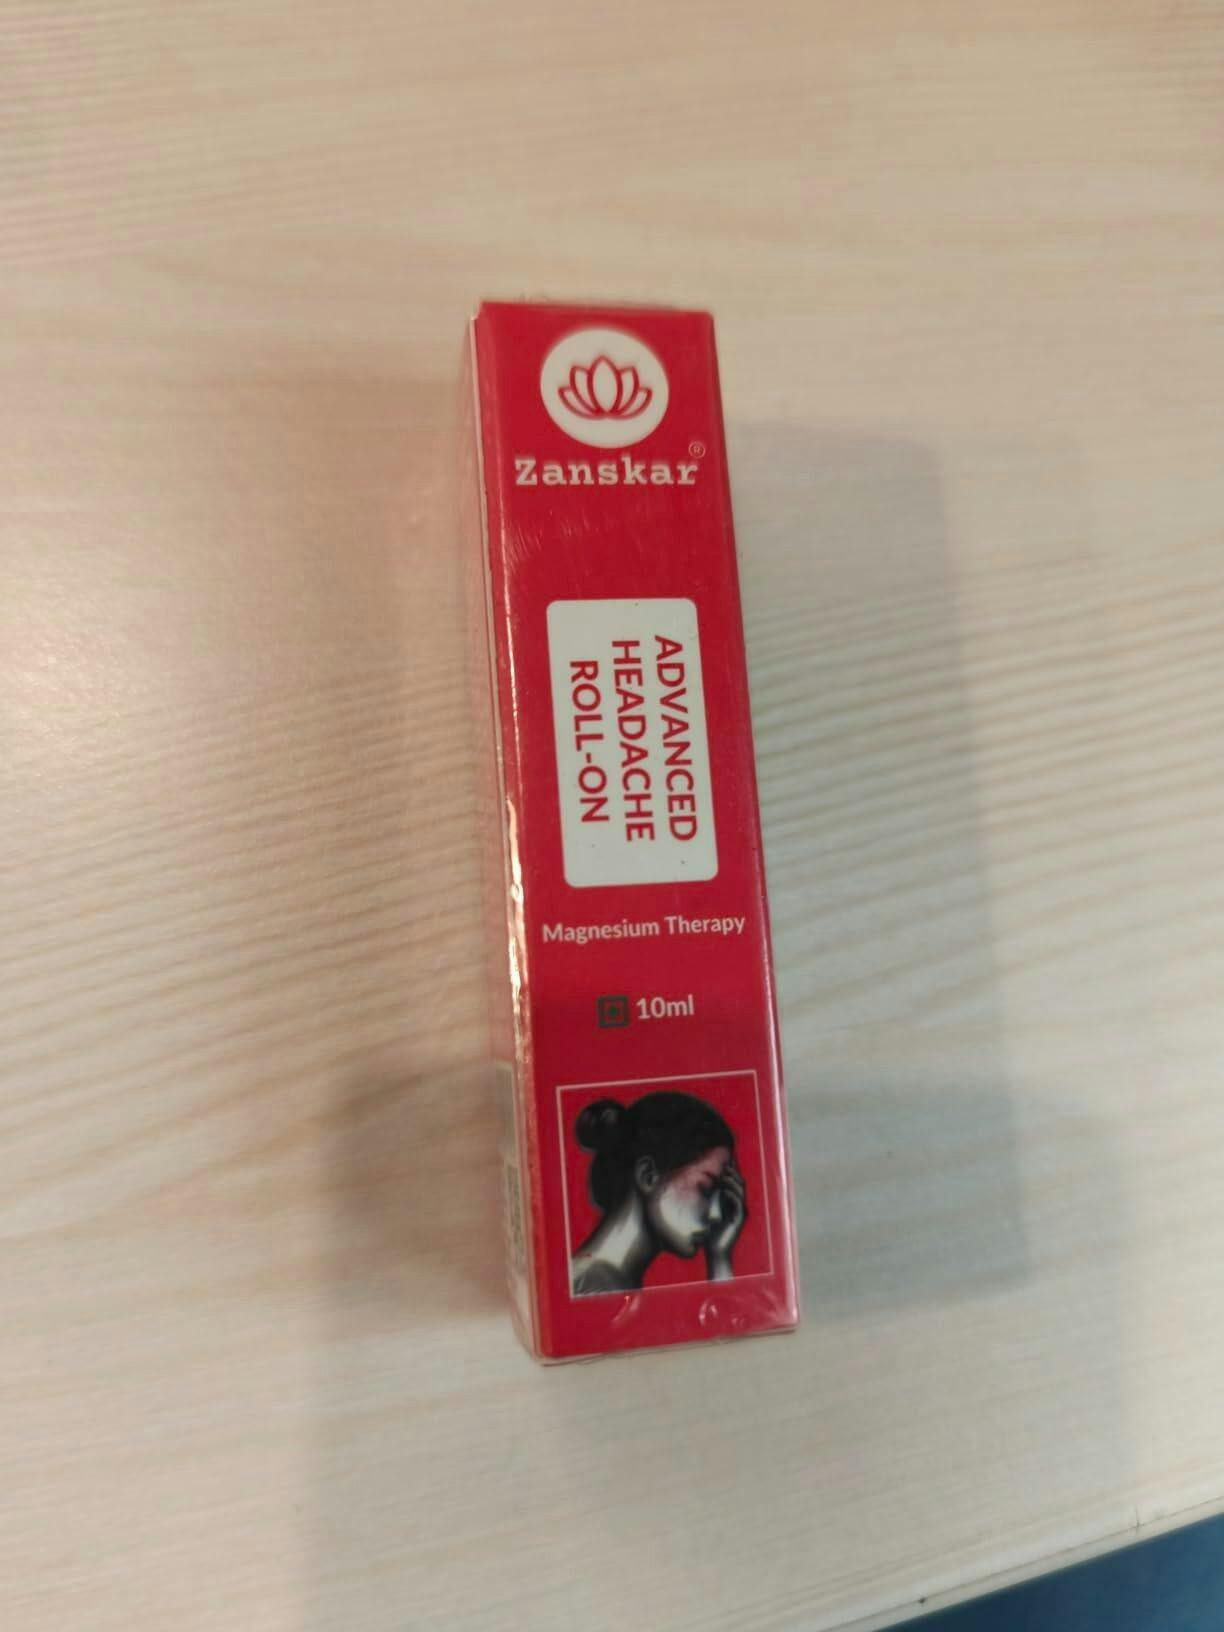 Zanskar®
ADVANCED
HEADACHE
ROLL-ON
Magnesium Therapy
10ml